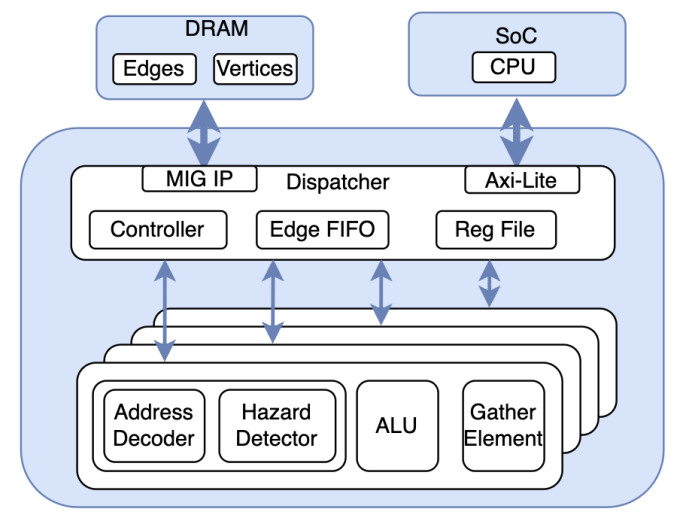 DRAM
Edges
Vertices
SoC
CPU
MIG IP
Dispatcher
Axi-Lite
Controller
Edge FIFO
Reg File
Address
Decoder
Hazard
Detector
ALU
Gather
Element